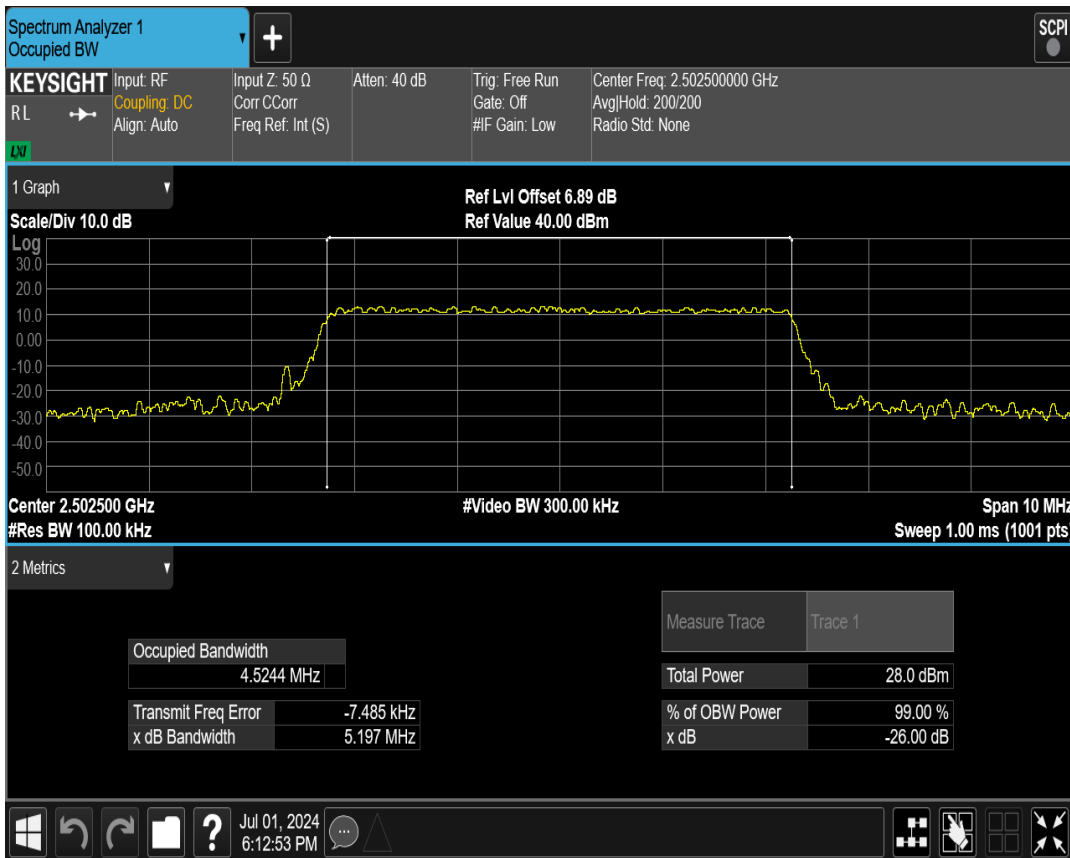 Spectrum Analyzer 1
Occupied BW
SCPI
KEYSIGHT
RL
LXI
Input: RF
Coupling: DC
Align: Auto
Input Z: 50 Ω
Corr CCorr
Freq Ref: Int (S)
Atten: 40 dB
Trig: Free Run
Gate: Off
#IF Gain: Low
Center Freq: 2.502500000 GHz
Avg|Hold: 200/200
Radio Std: None
1 Graph
Scale/Div 10.0 dB
Ref Lvl Offset 6.89 dB
Ref Value 40.00 dBm
Log
30.0
20.0
10.0
0.00
-10.0
-20.0
-30.0
-40.0
-50.0
Center 2.502500 GHz
#Video BW 300.00 kHz
Span 10 MHz
#Res BW 100.00 kHz
Sweep 1.00 ms (1001 pts)
2 Metrics
Measure Trace Trace 1
Occupied Bandwidth
4.5244 MHz
Total Power 28.0 dBm
Transmit Freq Error -7.485 kHz
% of OBW Power 99.00 %
x dB Bandwidth 5.197 MHz
x dB -26.00 dB
Jul 01, 2024
6:12:53 PM